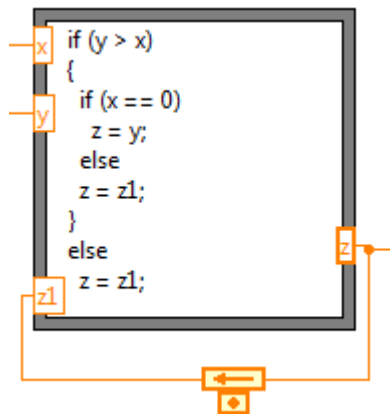 x
if (y > x)
{
y
if (x == 0)
z = y;
else
z = z1;
}
else
z
z1
z = z1;